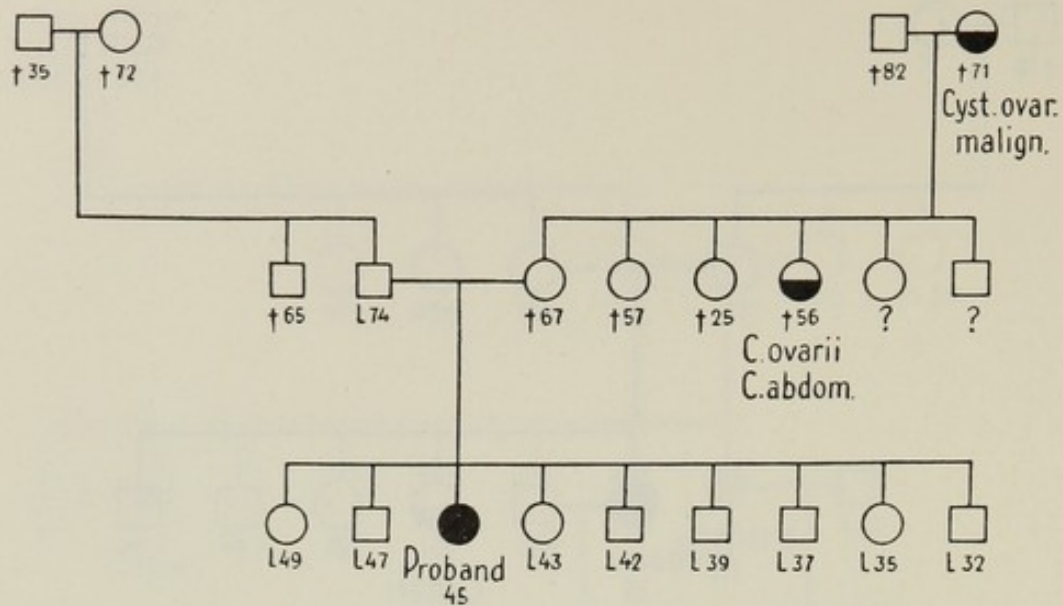 †35 †72 †82 †71
Cyst. ovar.
malign.
†65 L74 †67 †57 †25 †56 ? ?
C. ovarii
C. abdom.
L49 L47 Proband L43 L42 L39 L37 L35 L32
45